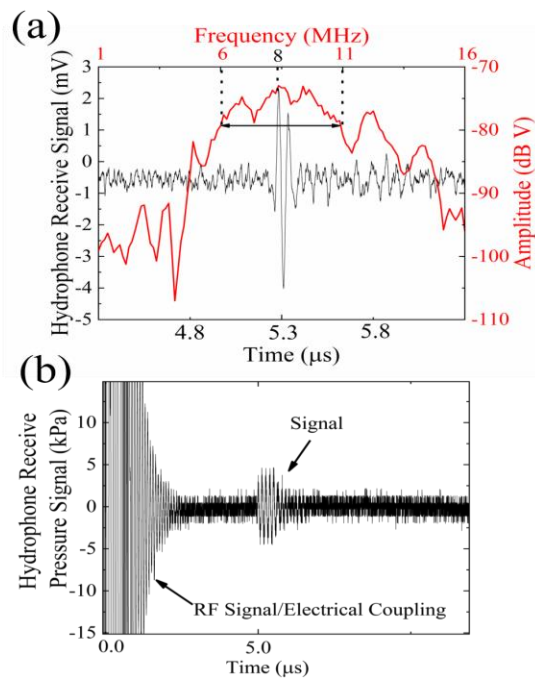 (a)
Frequency (MHz)
1 6 8 11 16
Hydrophone Receive Signal (mV)
3
2
1
0
-1
-2
-3
-4
-5
-70
-80
-90
-100
-110
Amplitude (dB V)
4.8 5.3 5.8
Time (μs)
(b)
Hydrophone Receive
Pressure Signal (kPa)
10
5
0
-5
-10
-15
Signal
RF Signal/Electrical Coupling
0.0 5.0
Time (μs)